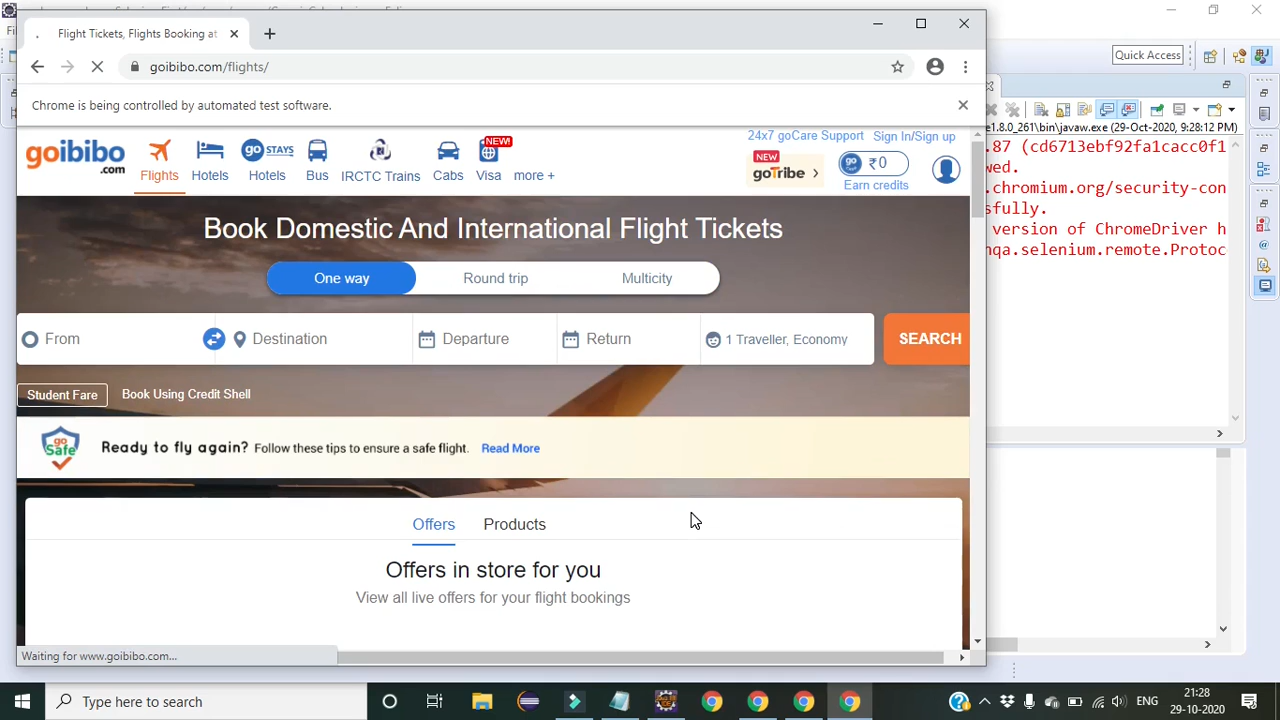 Flight Tickets, Flights Booking at
goibibo.com/flights/
Quick Access
Chrome is being controlled by automated test software.
e1.8.0_261\bin\javaw.exe (29-Oct-2020, 9:28:12 PM)
.87 (cd6713ebf92fa1cacc0f1
wed.
.chromium.org/security-con
sfully.
version of ChromeDriver h
nqa.selenium.remote.Protoc
24x7 goCare Support Sign In/Sign up
goibibo
.com
Flights
Hotels
go STAYS
Hotels
Bus
IRCTC Trains
Cabs
NEW!
Visa
more +
NEW
goTribe
go ₹0
Earn credits
Book Domestic And International Flight Tickets
One way Round trip Multicity
From Destination Departure Return 1 Traveller, Economy SEARCH
Student Fare Book Using Credit Shell
go Safe Ready to fly again? Follow these tips to ensure a safe flight. Read More
Offers Products
Offers in store for you
View all live offers for your flight bookings
Waiting for www.goibibo.com...
Type here to search
ENG
21:28
29-10-2020